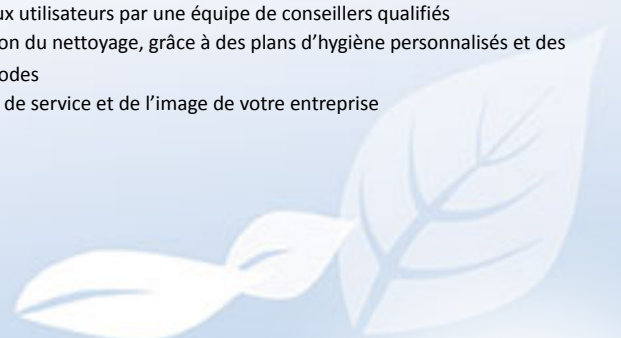 ux utilisateurs par une équipe de conseillers qualifiés
on du nettoyage, grâce à des plans d’hygiène personnalisés et des
odes
de service et de l’image de votre entreprise